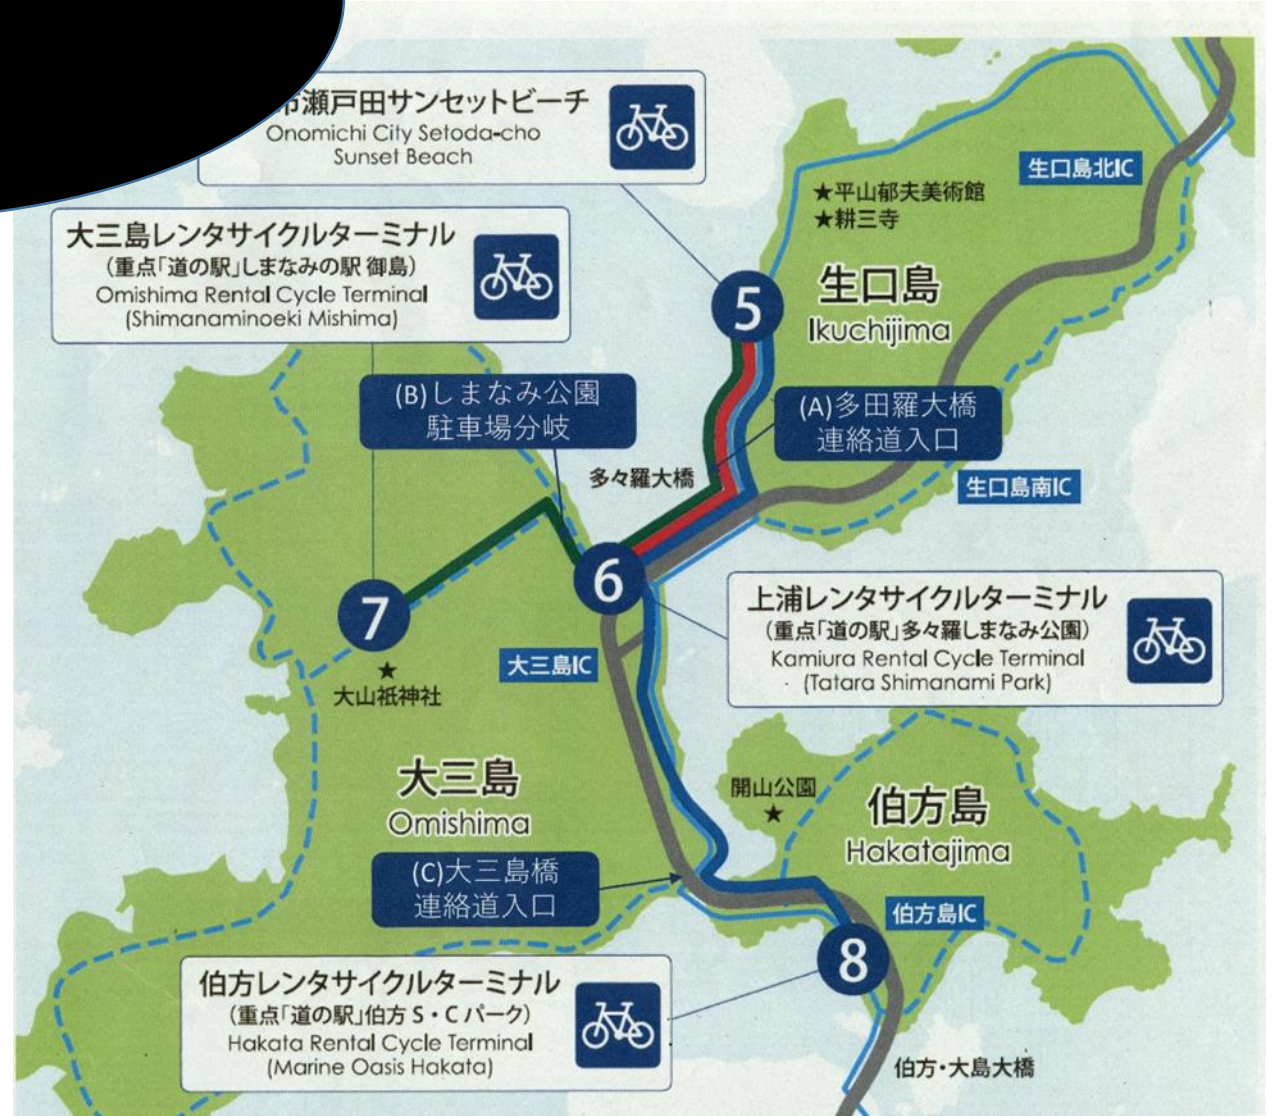 市瀬戸田サンセットビーチ
Onomichi City Setoda-cho
Sunset Beach
大三島レンタサイクルターミナル
(重点「道の駅」しまなみの駅 御島)
Omishima Rental Cycle Terminal
(Shimanaminoeki Mishima)
生口島北IC
★平山郁夫美術館
★耕三寺
生口島
Ikuchijima
5
(B)しまなみ公園
駐車場分岐
(A)多田羅大橋
連絡道入口
多々羅大橋
生口島南IC
6
7
上浦レンタサイクルターミナル
(重点「道の駅」多々羅しまなみ公園)
Kamiura Rental Cycle Terminal
(Tatara Shimanami Park)
大三島IC
★
大山祇神社
大三島
Omishima
開山公園
★
伯方島
Hakatajima
(C)大三島橋
連絡道入口
伯方島IC
8
伯方レンタサイクルターミナル
(重点「道の駅」伯方S・Cパーク)
Hakata Rental Cycle Terminal
(Marine Oasis Hakata)
伯方・大島大橋